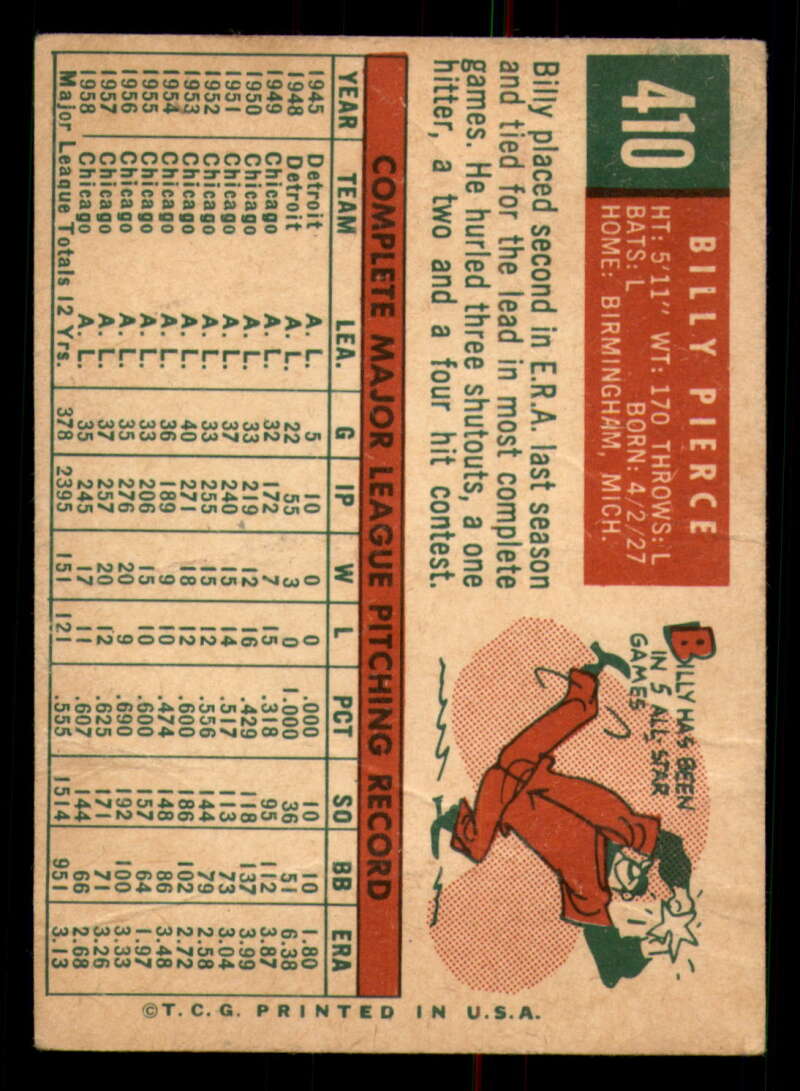 410
BILLY PIERCE
HT: 5'11" WT: 170 THROWS: L
BATS: L BORN: 4/2/27
HOME: BIRMINGHAM, MICH.
Billy placed second in E.R.A. last season
and tied for the lead in most complete
games. He hurled three shutouts, a one
hitter, a two and a four hit contest.
BILLY HAS BEEN
IN 5 ALL STAR
GAMES
COMPLETE MAJOR LEAGUE PITCHING RECORD
YEAR TEAM LEA. G IP W L PCT SO BB ERA
1945 Detroit A. L. 5 10 0 0 .000 10 10 1.80
1948 Detroit A. L. 22 55 3 0 1.000 36 51 6.38
1949 Chicago A. L. 32 172 7 15 .318 95 112 3.87
1950 Chicago A. L. 33 219 12 16 .429 118 137 3.99
1951 Chicago A. L. 37 240 15 14 .517 113 73 3.04
1952 Chicago A. L. 33 255 15 12 .556 144 79 2.58
1953 Chicago A. L. 40 271 18 12 .600 186 102 2.72
1954 Chicago A. L. 36 189 9 10 .474 148 86 3.48
1955 Chicago A. L. 33 206 15 10 .600 157 64 1.97
1956 Chicago A. L. 35 276 20 9 .690 192 100 3.33
1957 Chicago A. L. 37 257 20 12 .625 171 71 3.26
1958 Chicago A. L. 35 245 17 11 .607 144 66 2.68
Major League Totals 12 Yrs. 378 2395 151 121 .555 1514 951 3.13
©T.C.G. PRINTED IN U.S.A.